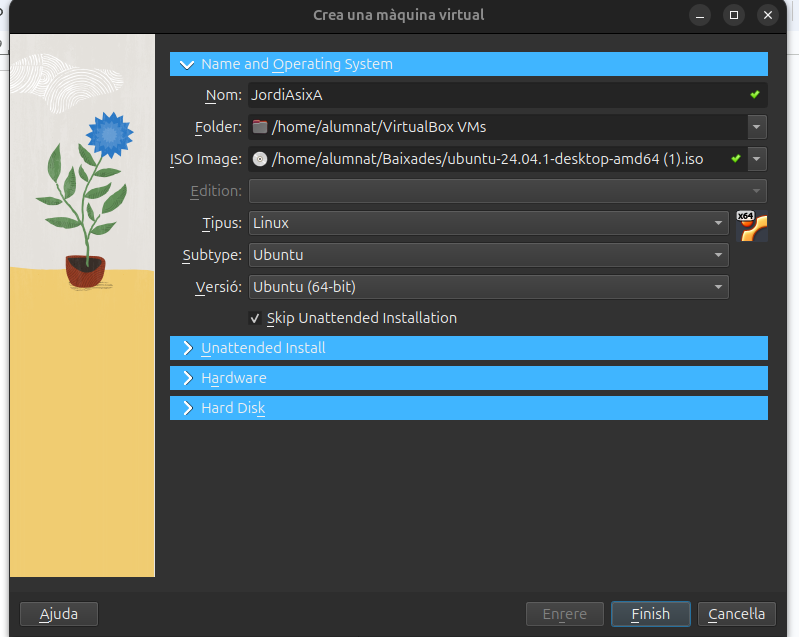 Crea una màquina virtual
Name and Operating System
Nom: JordiAsixA
Folder: /home/alumnat/VirtualBox VMs
ISO Image: /home/alumnat/Baixades/ubuntu-24.04.1-desktop-amd64 (1).iso
Edition:
Tipus: Linux
x64
Subtype: Ubuntu
Versió: Ubuntu (64-bit)
Skip Unattended Installation
Unattended Install
Hardware
Hard Disk
Ajuda Enrere Finish Cancel·la